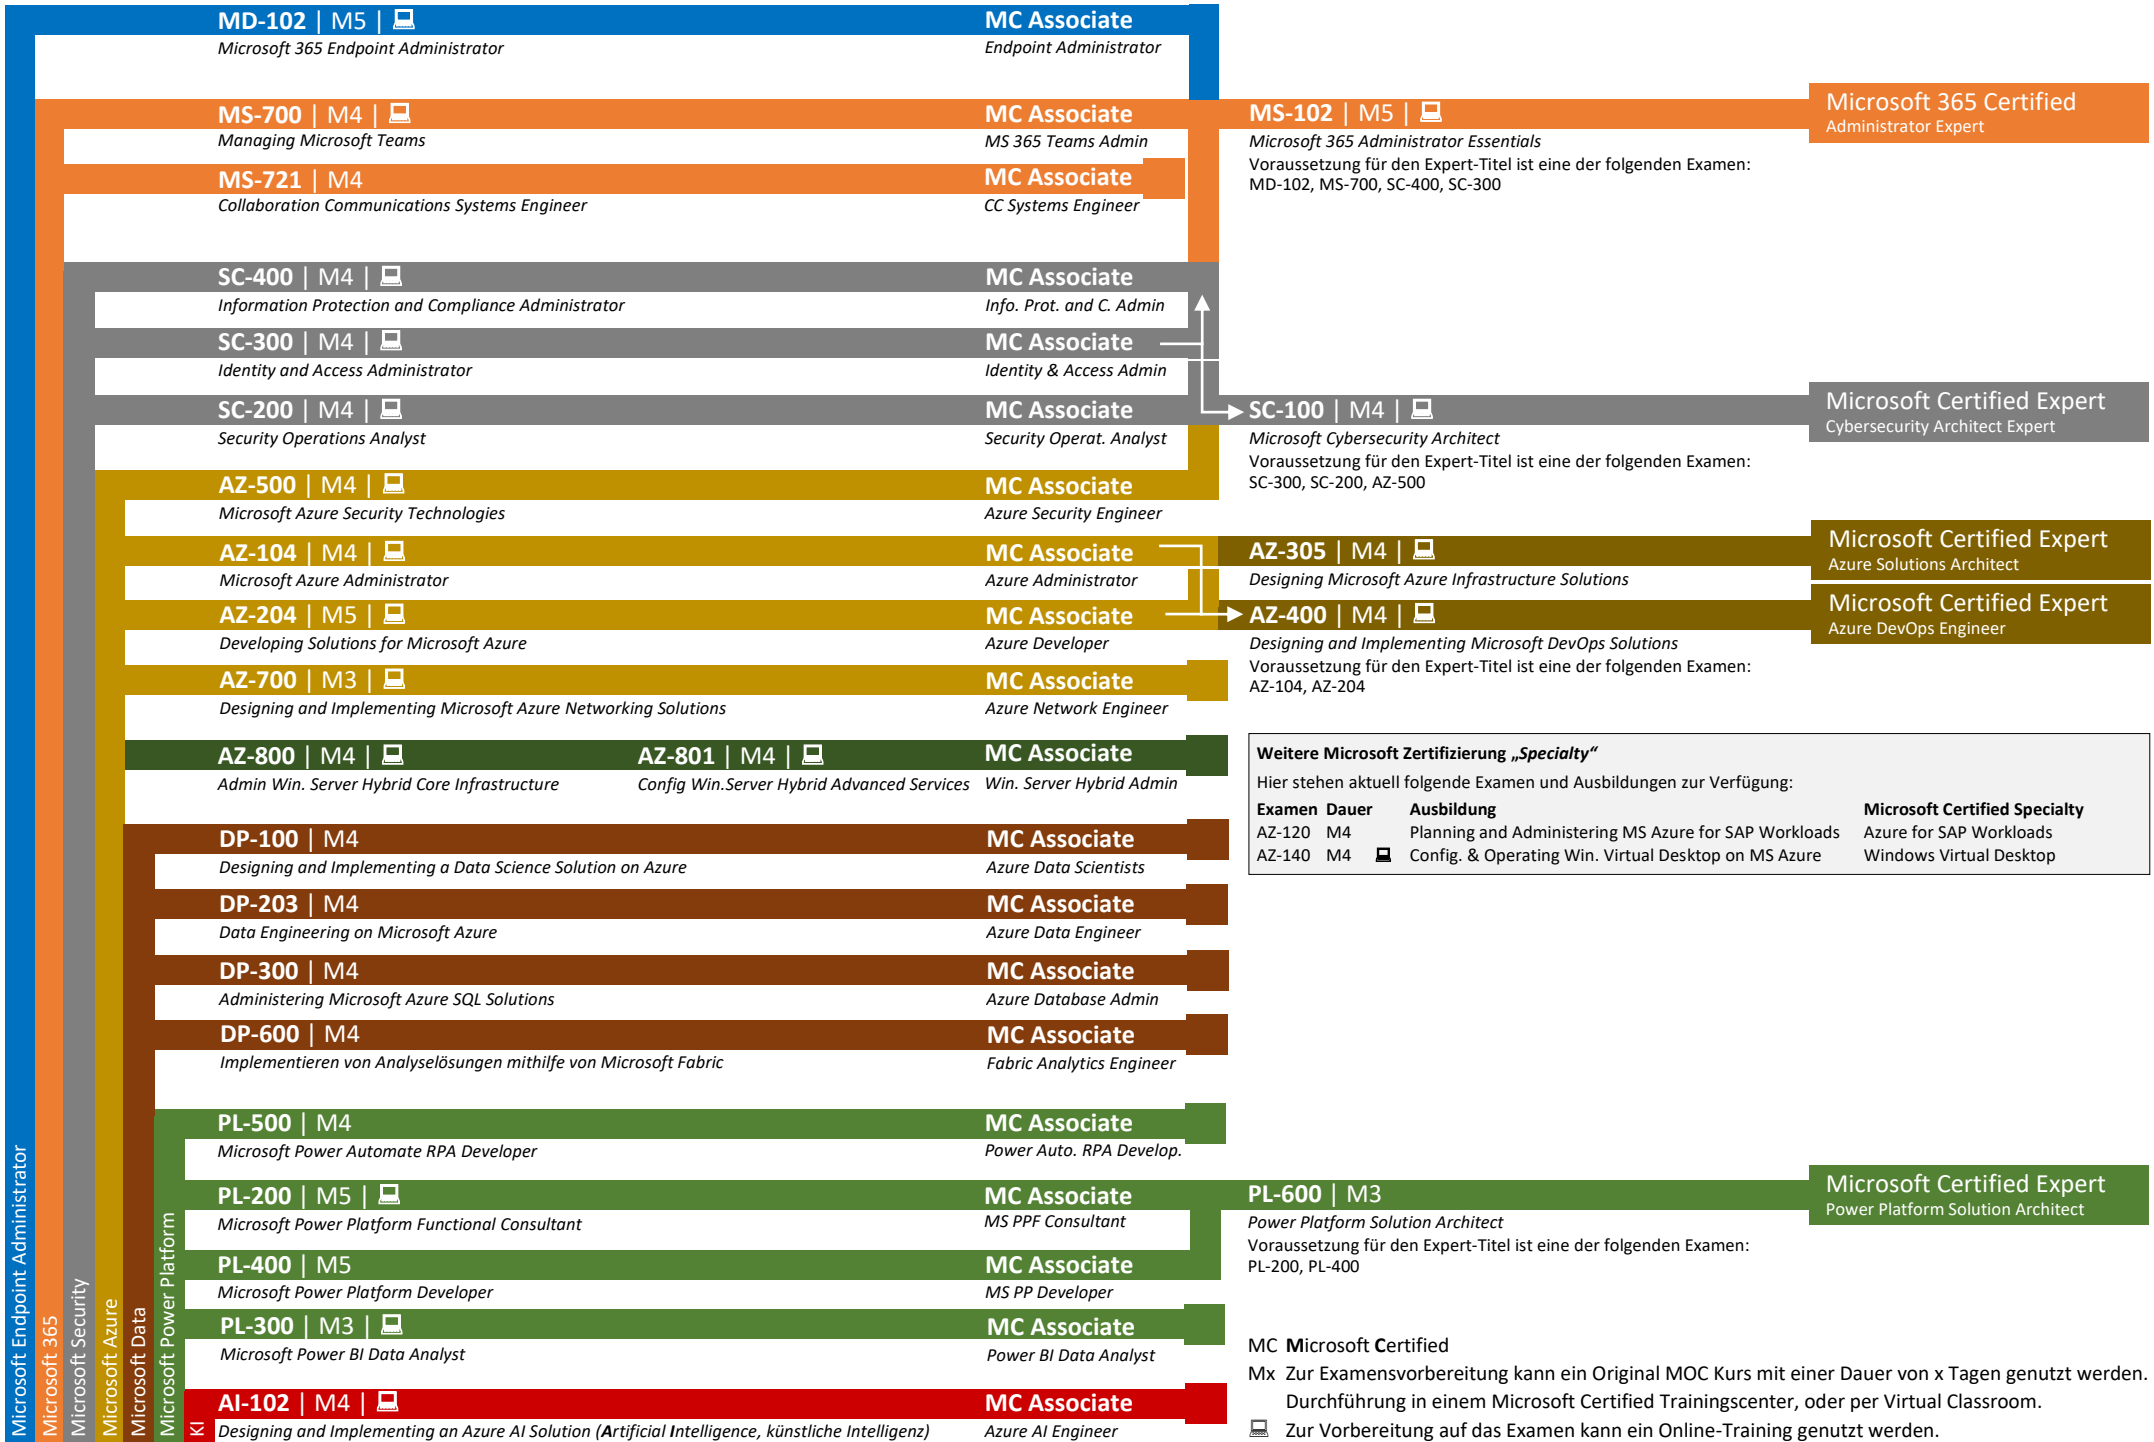 MD-102 | M5 | 💻 MC Associate
Microsoft 365 Endpoint Administrator Endpoint Administrator
MS-700 | M4 | 💻 MC Associate
Managing Microsoft Teams MS 365 Teams Admin
MS-721 | M4 MC Associate
Collaboration Communications Systems Engineer CC Systems Engineer
MS-102 | M5 | 💻 Microsoft 365 Certified
Administrator Expert
Microsoft 365 Administrator Essentials
Voraussetzung für den Expert-Titel ist eine der folgenden Examen:
MD-102, MS-700, SC-400, SC-300
SC-400 | M4 | 💻 MC Associate
Information Protection and Compliance Administrator Info. Prot. and C. Admin
SC-300 | M4 | 💻 MC Associate
Identity and Access Administrator Identity & Access Admin
SC-200 | M4 | 💻 MC Associate
Security Operations Analyst Security Operat. Analyst
SC-100 | M4 | 💻 Microsoft Certified Expert
Cybersecurity Architect Expert
Microsoft Cybersecurity Architect
Voraussetzung für den Expert-Titel ist eine der folgenden Examen:
SC-300, SC-200, AZ-500
AZ-500 | M4 | 💻 MC Associate
Microsoft Azure Security Technologies Azure Security Engineer
AZ-104 | M4 | 💻 MC Associate
Microsoft Azure Administrator Azure Administrator
AZ-305 | M4 | 💻 Microsoft Certified Expert
Azure Solutions Architect
Designing Microsoft Azure Infrastructure Solutions
AZ-204 | M5 | 💻 MC Associate
Developing Solutions for Microsoft Azure Azure Developer
AZ-400 | M4 | 💻 Microsoft Certified Expert
Azure DevOps Engineer
Designing and Implementing Microsoft DevOps Solutions
Voraussetzung für den Expert-Titel ist eine der folgenden Examen:
AZ-104, AZ-204
AZ-700 | M3 | 💻 MC Associate
Designing and Implementing Microsoft Azure Networking Solutions Azure Network Engineer
AZ-800 | M4 | 💻 AZ-801 | M4 | 💻 MC Associate
Admin Win. Server Hybrid Core Infrastructure Config Win.Server Hybrid Advanced Services Win. Server Hybrid Admin
Weitere Microsoft Zertifizierung „Specialty“
Hier stehen aktuell folgende Examen und Ausbildungen zur Verfügung:
Examen Dauer Ausbildung Microsoft Certified Specialty
AZ-120 M4 Planning and Administering MS Azure for SAP Workloads Azure for SAP Workloads
AZ-140 M4 💻 Config. & Operating Win. Virtual Desktop on MS Azure Windows Virtual Desktop
DP-100 | M4 MC Associate
Designing and Implementing a Data Science Solution on Azure Azure Data Scientists
DP-203 | M4 MC Associate
Data Engineering on Microsoft Azure Azure Data Engineer
DP-300 | M4 MC Associate
Administering Microsoft Azure SQL Solutions Azure Database Admin
DP-600 | M4 MC Associate
Implementieren von Analyselösungen mithilfe von Microsoft Fabric Fabric Analytics Engineer
PL-500 | M4 MC Associate
Microsoft Power Automate RPA Developer Power Auto. RPA Develop.
PL-200 | M5 | 💻 MC Associate
Microsoft Power Platform Functional Consultant MS PPF Consultant
PL-600 | M3 Microsoft Certified Expert
Power Platform Solution Architect
Power Platform Solution Architect
Voraussetzung für den Expert-Titel ist eine der folgenden Examen:
PL-200, PL-400
PL-400 | M5 MC Associate
Microsoft Power Platform Developer MS PP Developer
PL-300 | M3 | 💻 MC Associate
Microsoft Power BI Data Analyst Power BI Data Analyst
AI-102 | M4 | 💻 MC Associate
Designing and Implementing an Azure AI Solution (Artificial Intelligence, künstliche Intelligenz) Azure AI Engineer
MC Microsoft Certified
Mx Zur Examensvorbereitung kann ein Original MOC Kurs mit einer Dauer von x Tagen genutzt werden.
Durchführung in einem Microsoft Certified Trainingscenter, oder per Virtual Classroom.
💻 Zur Vorbereitung auf das Examen kann ein Online-Training genutzt werden.
Microsoft Endpoint Administrator
Microsoft 365
Microsoft Security
Microsoft Azure
Microsoft Data
Microsoft Power Platform
KI